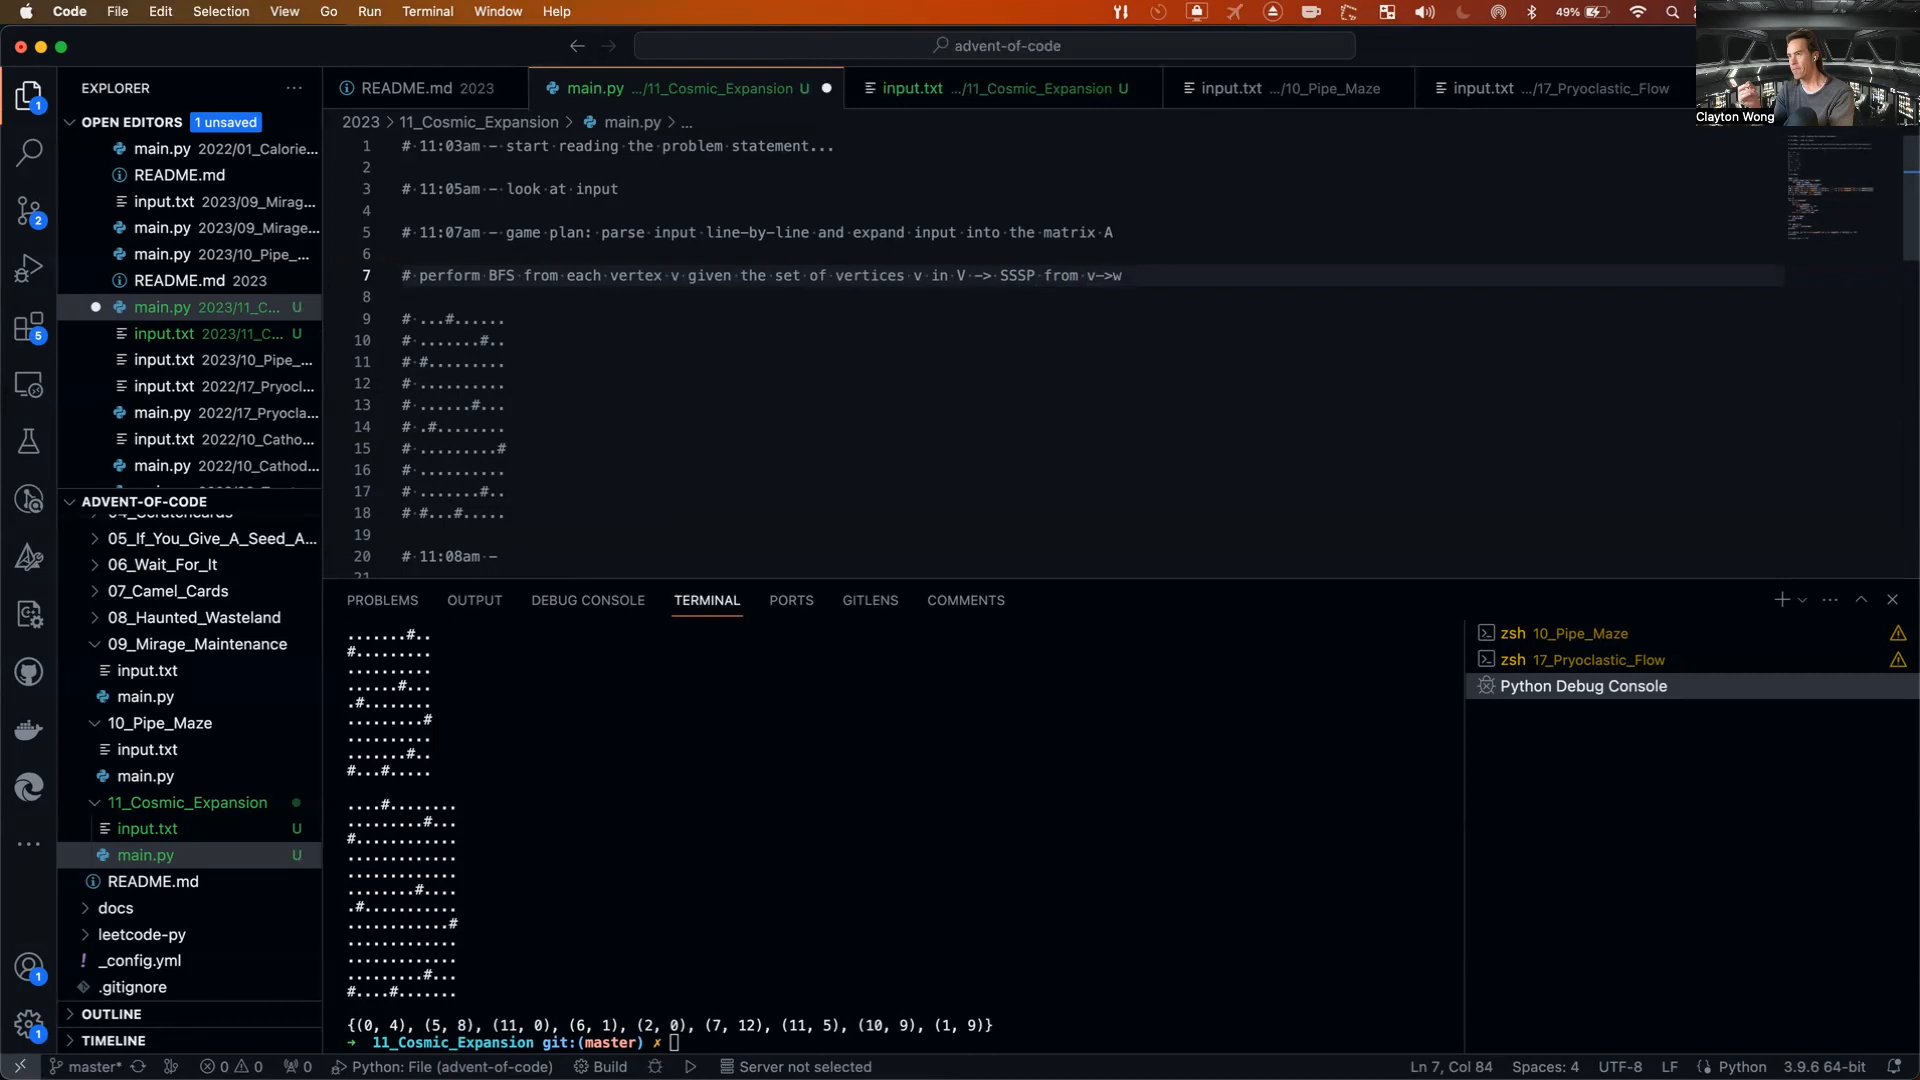 Code File Edit Selection View Go Run Terminal Window Help 49%
advent-of-code
Clayton Wong
EXPLORER
README.md 2023
main.py .../11_Cosmic_Expansion U
input.txt .../11_Cosmic_Expansion U
input.txt .../10_Pipe_Maze
input.txt .../17_Pryoclastic_Flow
OPEN EDITORS 1 unsaved
2023 > 11_Cosmic_Expansion > main.py > ...
main.py 2022/01_Calorie...
README.md
input.txt 2023/09_Mirag...
main.py 2023/09_Mirage...
main.py 2023/10_Pipe_...
README.md 2023
main.py 2023/11_C... U
input.txt 2023/11_C... U
input.txt 2023/10_Pipe_...
input.txt 2022/17_Pryocl...
main.py 2022/17_Pryocla...
input.txt 2022/10_Catho...
main.py 2022/10_Cathod...
ADVENT-OF-CODE
05_If_You_Give_A_Seed_A...
06_Wait_For_It
07_Camel_Cards
08_Haunted_Wasteland
09_Mirage_Maintenance
input.txt
main.py
10_Pipe_Maze
input.txt
main.py
11_Cosmic_Expansion
input.txt U
main.py U
README.md
docs
leetcode-py
! _config.yml
.gitignore
OUTLINE
TIMELINE
1 # 11:03am - start reading the problem statement...
2
3 # 11:05am - look at input
4
5 # 11:07am - game plan: parse input line-by-line and expand input into the matrix A
6
7 # perform BFS from each vertex v given the set of vertices v in V -> SSSP from v->w
8
9 # ...#......
10 # .......#..
11 # #.........
12 # ..........
13 # ......#...
14 # .#........
15 # .........#
16 # ..........
17 # .......#..
18 # #...#.....
19
20 # 11:08am -
PROBLEMS OUTPUT DEBUG CONSOLE TERMINAL PORTS GITLENS COMMENTS
.......#..
#.........
..........
......#...
.#........
.........#
..........
.......#..
#...#.....
....#........
.........#...
#............
.............
.............
........#....
.#...........
............#
.............
.............
.........#...
#....#.......
{(0, 4), (5, 8), (11, 0), (6, 1), (2, 0), (7, 12), (11, 5), (10, 9), (1, 9)}
→ 11_Cosmic_Expansion git:(master) ✗
zsh 10_Pipe_Maze
zsh 17_Pryoclastic_Flow
Python Debug Console
master* 0 0 0 Python: File (advent-of-code) Build Server not selected Ln 7, Col 84 Spaces: 4 UTF-8 LF Python 3.9.6 64-bit